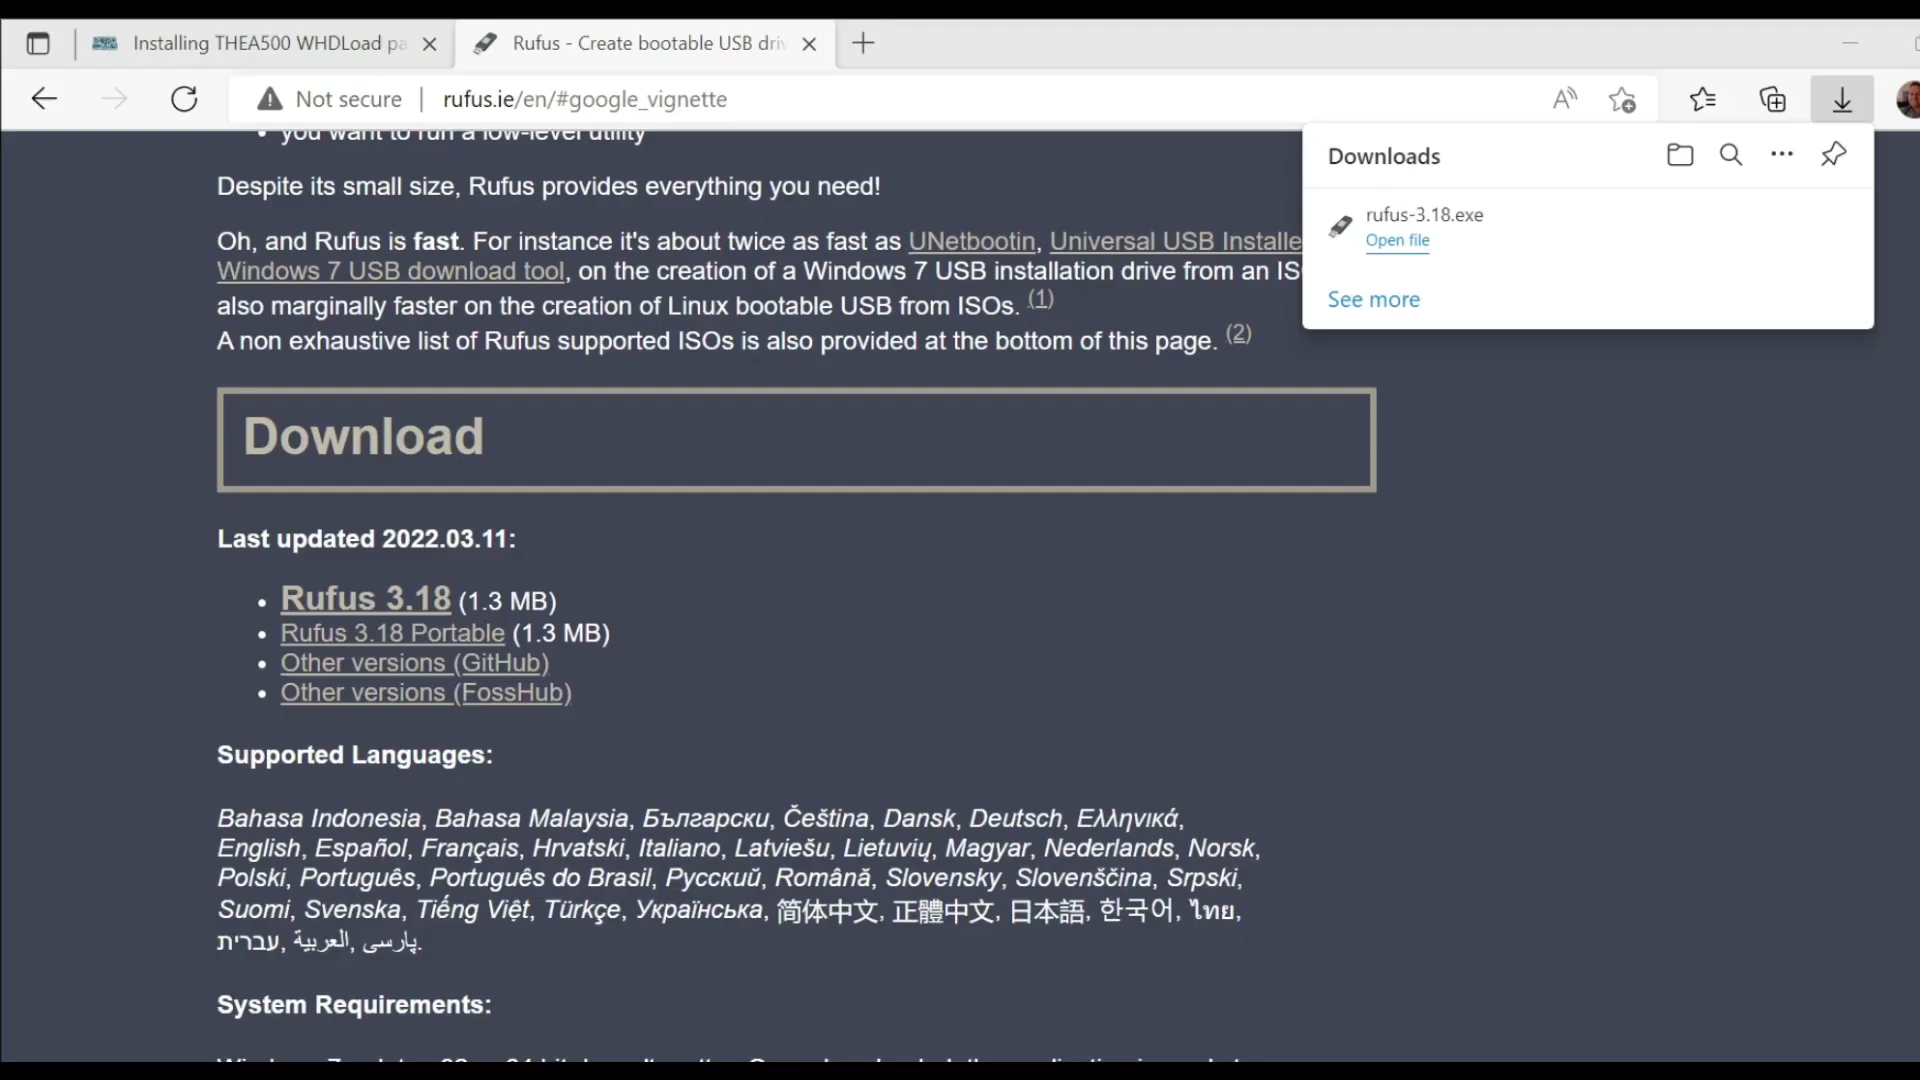 Installing THEA500 WHDLoad pa
Rufus - Create bootable USB driv
Not secure | rufus.ie/en/#google_vignette
you want to run a low-level utility
Downloads
rufus-3.18.exe
Open file
See more
Despite its small size, Rufus provides everything you need!
Oh, and Rufus is fast. For instance it's about twice as fast as UNetbootin, Universal USB Installe
Windows 7 USB download tool, on the creation of a Windows 7 USB installation drive from an IS
also marginally faster on the creation of Linux bootable USB from ISOs. (1)
A non exhaustive list of Rufus supported ISOs is also provided at the bottom of this page. (2)
Download
Last updated 2022.03.11:
Rufus 3.18 (1.3 MB)
Rufus 3.18 Portable (1.3 MB)
Other versions (GitHub)
Other versions (FossHub)
Supported Languages:
Bahasa Indonesia, Bahasa Malaysia, Български, Čeština, Dansk, Deutsch, Ελληνικά,
English, Español, Français, Hrvatski, Italiano, Latviešu, Lietuvių, Magyar, Nederlands, Norsk,
Polski, Português, Português do Brasil, Русский, Română, Slovensky, Slovenščina, Srpski,
Suomi, Svenska, Tiếng Việt, Türkçe, Українська, 简体中文, 正體中文, 日本語, 한국어, ไทย,
עברית, العربية, پارسی.
System Requirements: